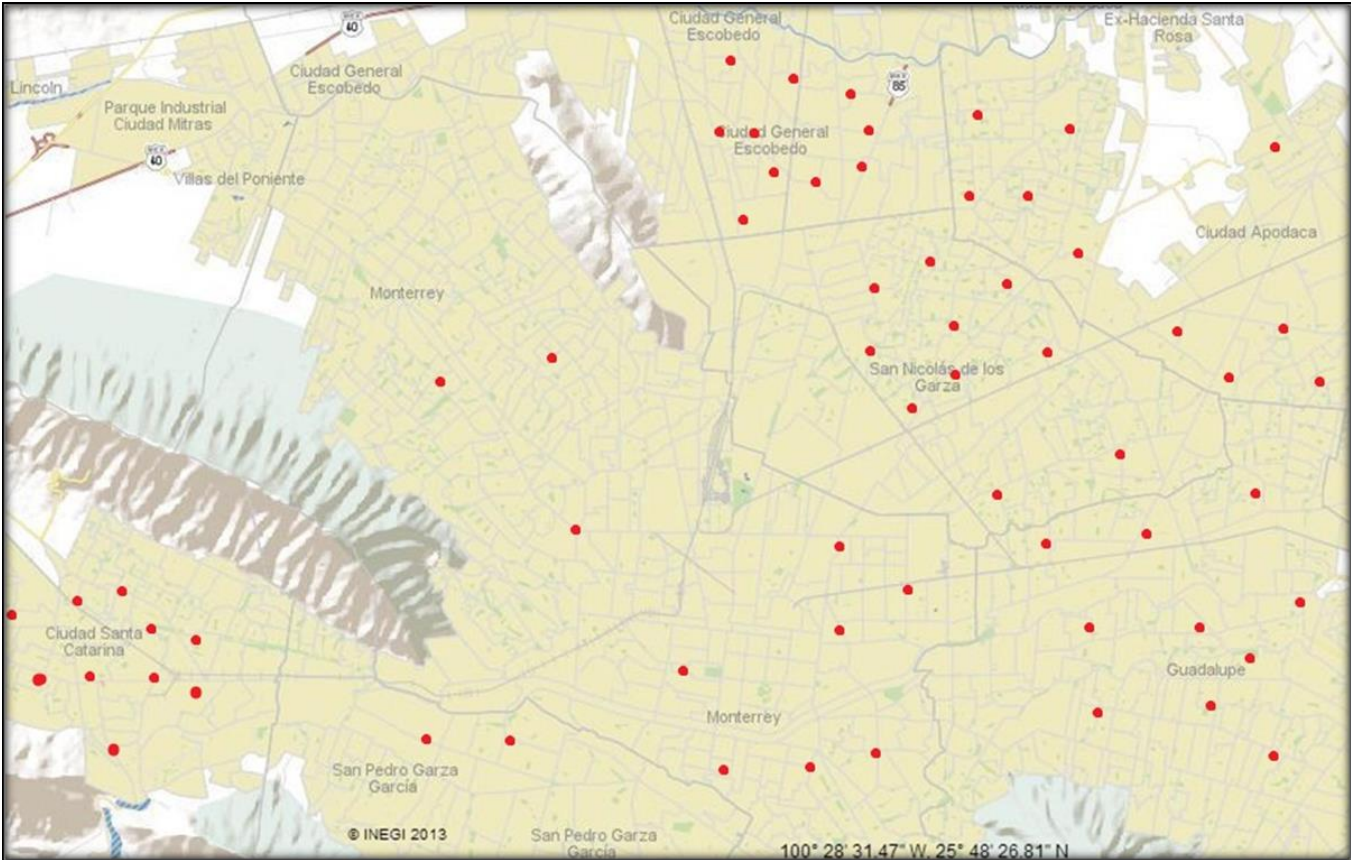 Ciudad General
Escobedo
Ex-Hacienda Santa
Rosa
MEX
40
Ciudad General
Escobedo
Lincoln
85
Parque Industrial
Ciudad Mitras
Ciudad General
Escobedo
40
Villas del Poniente
Ciudad Apodaca
Monterrey
San Nicolás de los
Garza
Ciudad Santa
Catarina
Guadalupe
Monterrey
San Pedro Garza
García
© INEGI 2013
San Pedro Garza
García
100° 28' 31.47" W, 25° 48' 26.81" N